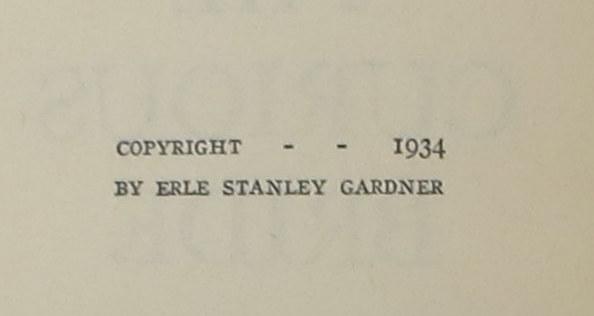 COPYRIGHT - - 1934
BY ERLE STANLEY GARDNER